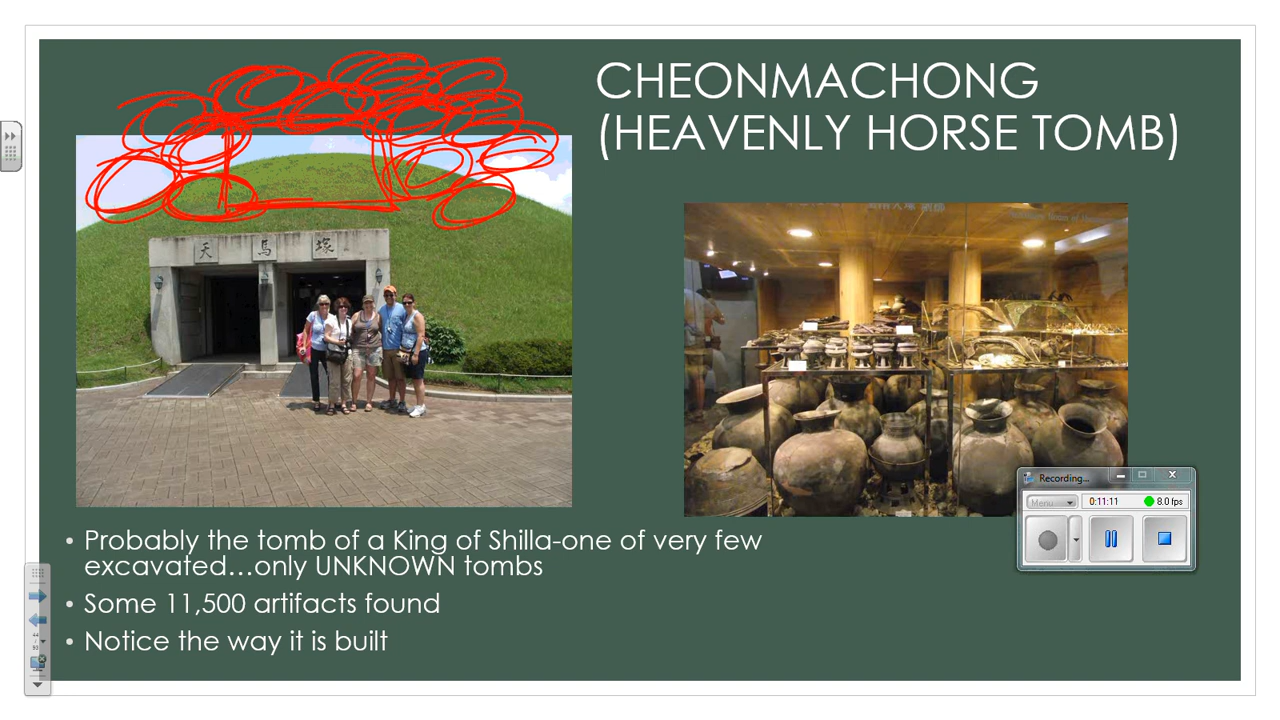 CHEONMACHONG
(HEAVENLY HORSE TOMB)
天 馬 塚
Recording...
Menu
0:11:11
8.0 fps
• Probably the tomb of a King of Shilla-one of very few
excavated...only UNKNOWN tombs
• Some 11,500 artifacts found
• Notice the way it is built